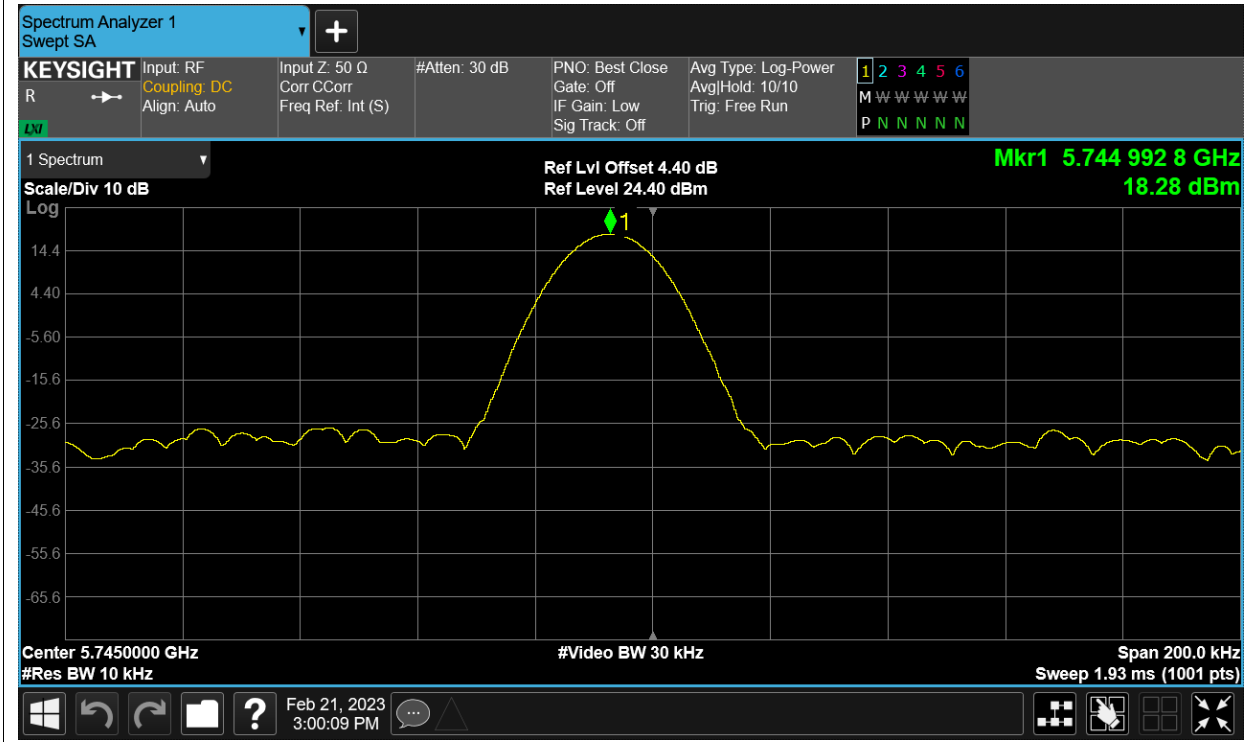 Spectrum Analyzer 1
Swept SA
+
KEYSIGHT
R
LXI
Input: RF
Coupling: DC
Align: Auto
Input Z: 50 Ω
Corr CCorr
Freq Ref: Int (S)
#Atten: 30 dB
PNO: Best Close
Gate: Off
IF Gain: Low
Sig Track: Off
Avg Type: Log-Power
Avg|Hold: 10/10
Trig: Free Run
1 2 3 4 5 6
M W W W W W
P N N N N N N
1 Spectrum
Scale/Div 10 dB
Log
Ref Lvl Offset 4.40 dB
Ref Level 24.40 dBm
Mkr1 5.744 992 8 GHz
18.28 dBm
1
14.4
4.40
-5.60
-15.6
-25.6
-35.6
-45.6
-55.6
-65.6
Center 5.7450000 GHz
#Res BW 10 kHz
#Video BW 30 kHz
Span 200.0 kHz
Sweep 1.93 ms (1001 pts)
?
Feb 21, 2023
3:00:09 PM